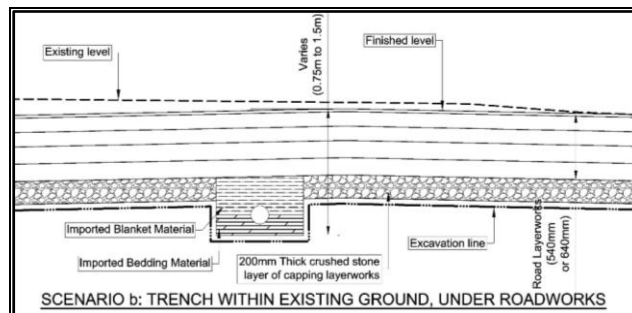 Existing level
Varies
(0.75m to 1.5m)
Finished level
Imported Blanket Material
Imported Bedding Material
200mm Thick crushed stone
layer of capping layerworks
Excavation line
Road Layerworks
(540mm
or 640mm)
SCENARIO b: TRENCH WITHIN EXISTING GROUND, UNDER ROADWORKS